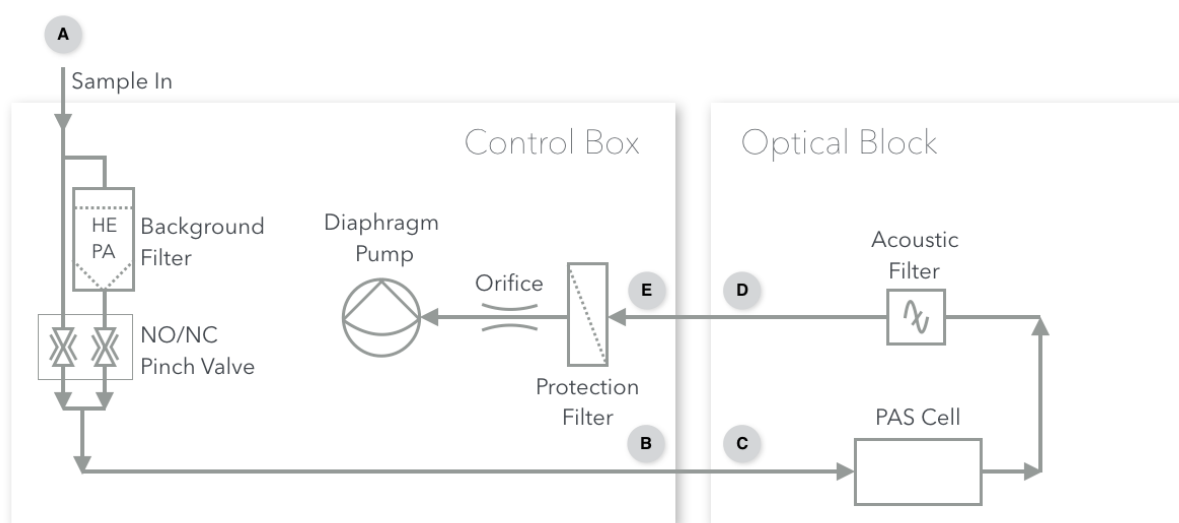 A
Sample In
Control Box
Optical Block
HE
PA
Background
Filter
Diaphragm
Pump
Orifice
E
D
Acoustic
Filter
NO/NC
Pinch Valve
Protection
Filter
B
C
PAS Cell